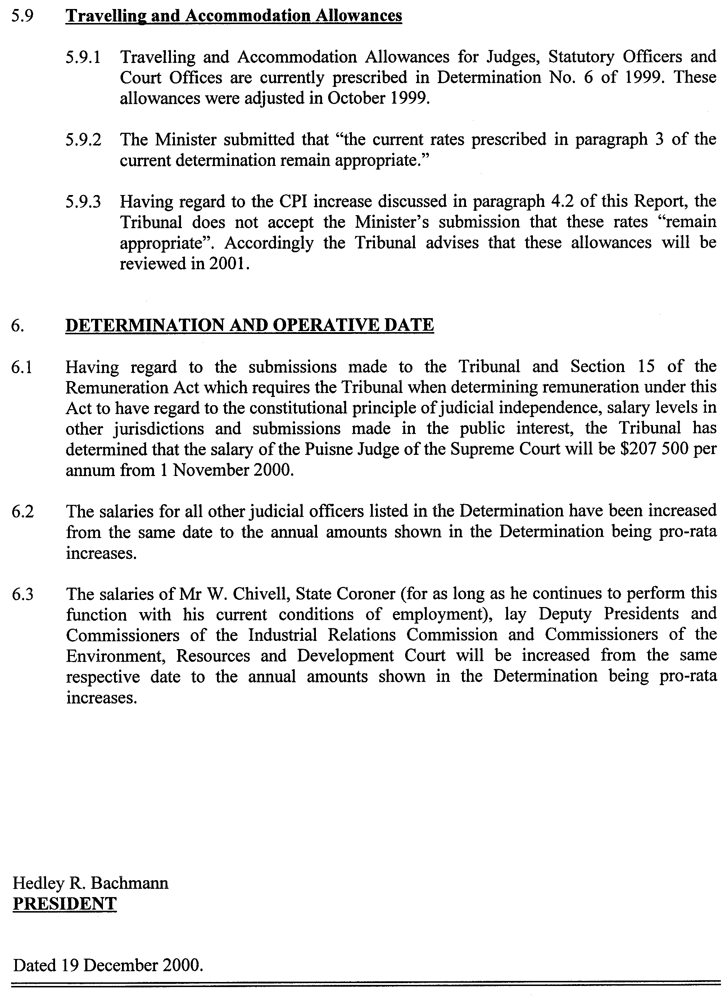 5.9 Travelling and Accommodation Allowances
5.9.1 Travelling and Accommodation Allowances for Judges, Statutory Officers and
Court Offices are currently prescribed in Determination No. 6 of 1999. These
allowances were adjusted in October 1999.
5.9.2 The Minister submitted that “the current rates prescribed in paragraph 3 of the
current determination remain appropriate.”
5.9.3 Having regard to the CPI increase discussed in paragraph 4.2 of this Report, the
Tribunal does not accept the Minister’s submission that these rates “remain
appropriate”. Accordingly the Tribunal advises that these allowances will be
reviewed in 2001.
6. DETERMINATION AND OPERATIVE DATE
6.1 Having regard to the submissions made to the Tribunal and Section 15 of the
Remuneration Act which requires the Tribunal when determining remuneration under this
Act to have regard to the constitutional principle of judicial independence, salary levels in
other jurisdictions and submissions made in the public interest, the Tribunal has
determined that the salary of the Puisne Judge of the Supreme Court will be $207 500 per
annum from 1 November 2000.
6.2 The salaries for all other judicial officers listed in the Determination have been increased
from the same date to the annual amounts shown in the Determination being pro-rata
increases.
6.3 The salaries of Mr W. Chivell, State Coroner (for as long as he continues to perform this
function with his current conditions of employment), lay Deputy Presidents and
Commissioners of the Industrial Relations Commission and Commissioners of the
Environment, Resources and Development Court will be increased from the same
respective date to the annual amounts shown in the Determination being pro-rata
increases.
Hedley R. Bachmann
PRESIDENT
Dated 19 December 2000.